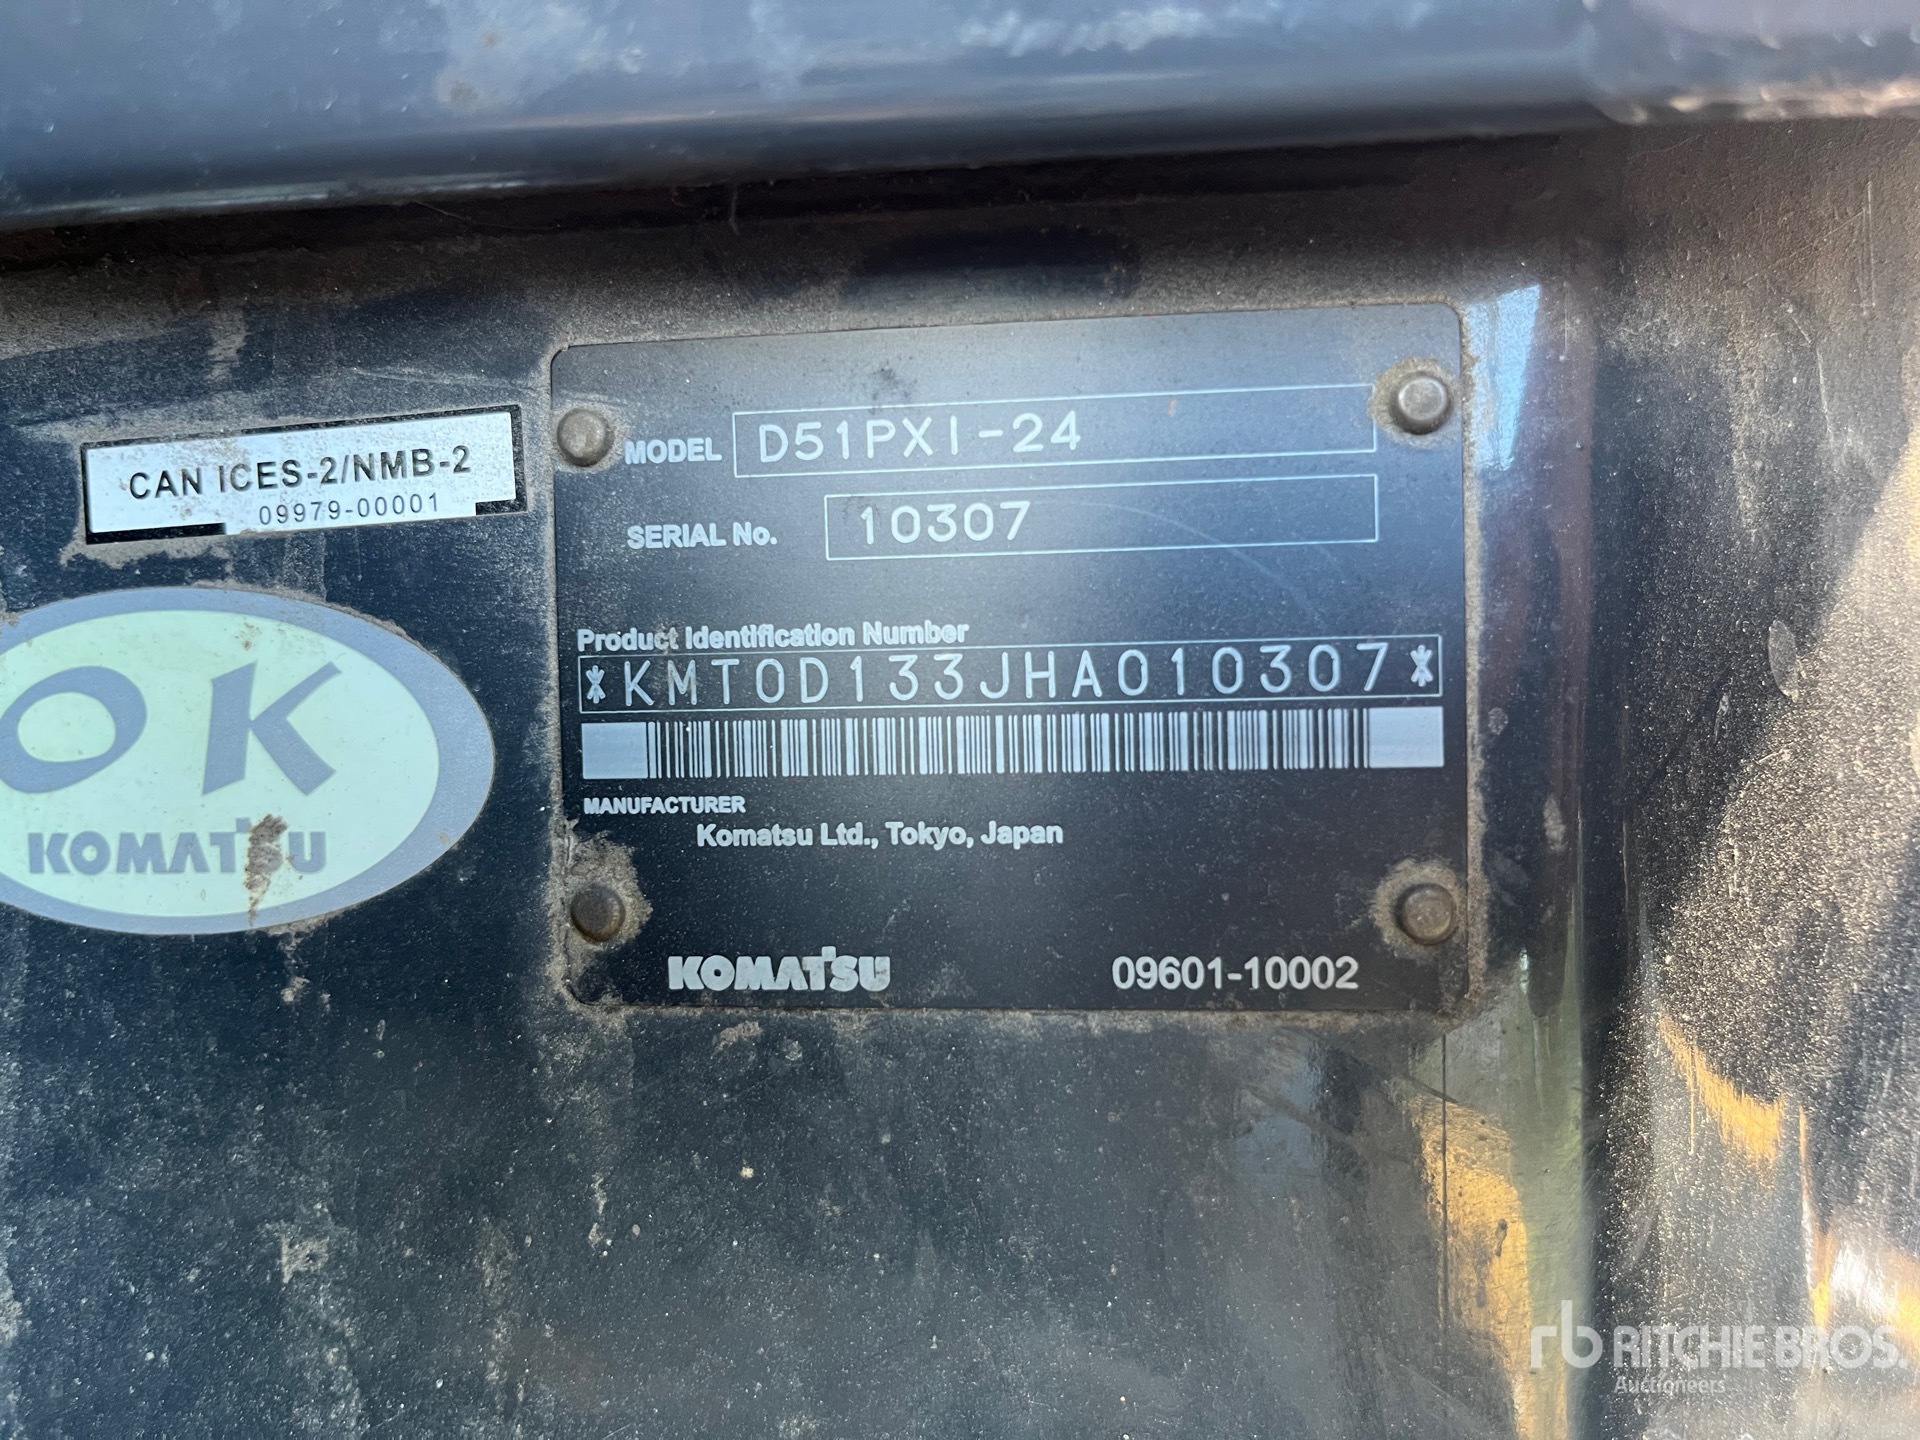 CAN ICES-2/NMB-2
09979-00001
OK
KOMATSU
MODEL D51PXI-24
SERIAL No. 10307
Product Identification Number
*KMT0D133JHA010307*
MANUFACTURER
Komatsu Ltd., Tokyo, Japan
KOMATSU 09601-10002
rb RITCHIE BROS.
Auctioneers